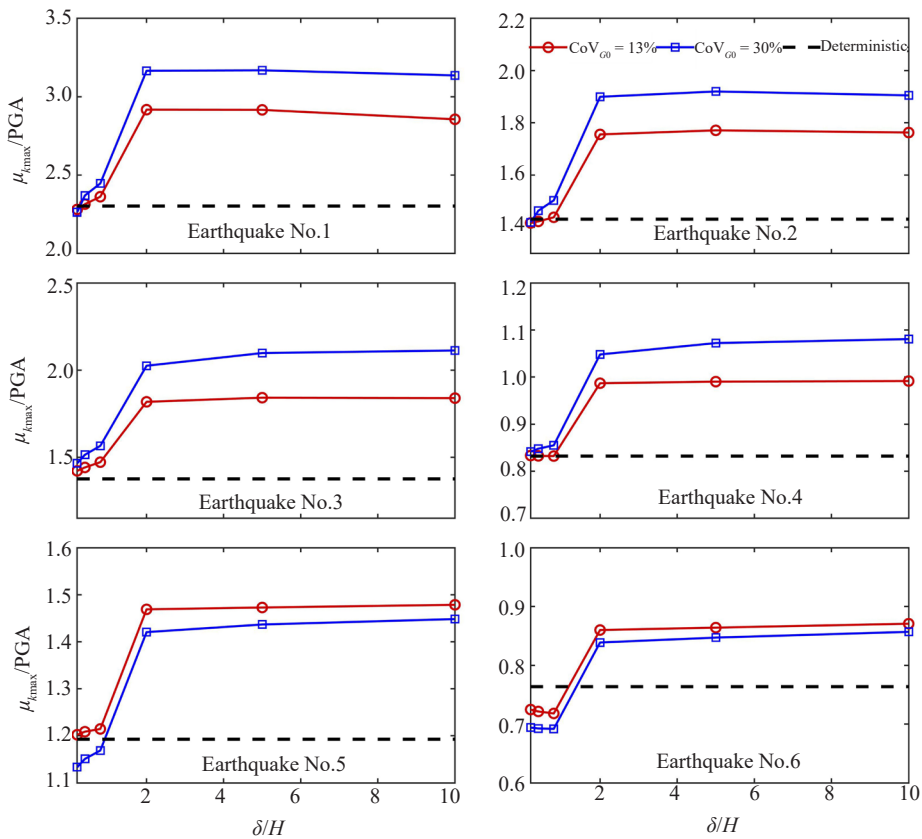 3.5
3.0
2.5
2.0
μkmax/PGA
Earthquake No.1
2.2
2.0
1.8
1.6
1.4
CoVG0 = 13% CoVG0 = 30% Deterministic
Earthquake No.2
2.5
2.0
1.5
μkmax/PGA
Earthquake No.3
1.2
1.1
1.0
0.9
0.8
0.7
Earthquake No.4
1.6
1.5
1.4
1.3
1.2
1.1
μkmax/PGA
Earthquake No.5
2 4 6 8 10
δ/H
1.0
0.9
0.8
0.7
0.6
Earthquake No.6
2 4 6 8 10
δ/H